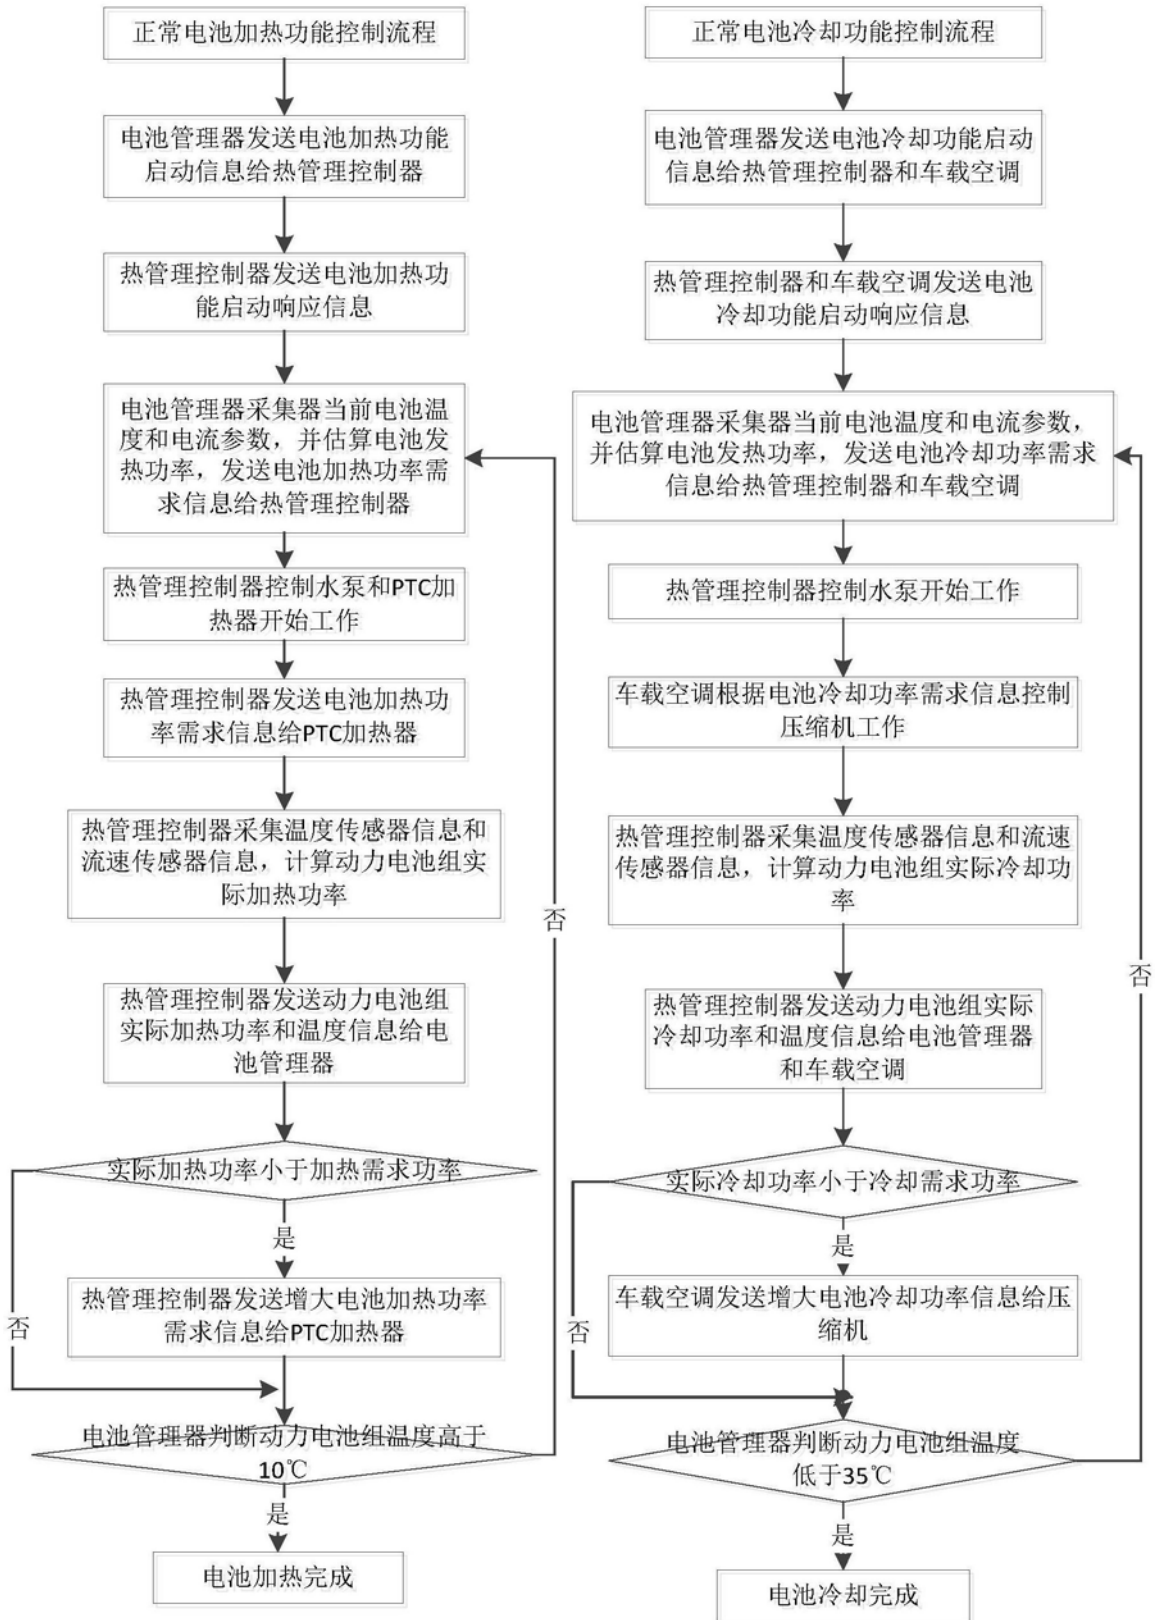 正常电池加热功能控制流程
电池管理器发送电池加热功能
启动信息给热管理控制器
热管理控制器发送电池加热功
能启动响应信息
电池管理器采集器当前电池温
度和电流参数，并估算电池发
热功率，发送电池加热功率需
求信息给热管理控制器
热管理控制器控制水泵和PTC加
热器开始工作
热管理控制器发送电池加热功
率需求信息给PTC加热器
热管理控制器采集温度传感器信息和
流速传感器信息，计算动力电池组实
际加热功率
热管理控制器发送动力电池组
实际加热功率和温度信息给电
池管理器
实际加热功率小于加热需求功率
是
热管理控制器发送增大电池加热功率
需求信息给PTC加热器
否
电池管理器判断动力电池组温度高于
10℃
否
是
电池加热完成
正常电池冷却功能控制流程
电池管理器发送电池冷却功能启动
信息给热管理控制器和车载空调
热管理控制器和车载空调发送电池
冷却功能启动响应信息
电池管理器采集器当前电池温度和电流参数，
并估算电池发热功率，发送电池冷却功率需求
信息给热管理控制器和车载空调
热管理控制器控制水泵开始工作
车载空调根据电池冷却功率需求信息控制
压缩机工作
热管理控制器采集温度传感器信息和流速
传感器信息，计算动力电池组实际冷却功
率
热管理控制器发送动力电池组实际
冷却功率和温度信息给电池管理器
和车载空调
实际冷却功率小于冷却需求功率
是
车载空调发送增大电池冷却功率信息给压
缩机
否
电池管理器判断动力电池组温度
低于35℃
否
是
电池冷却完成